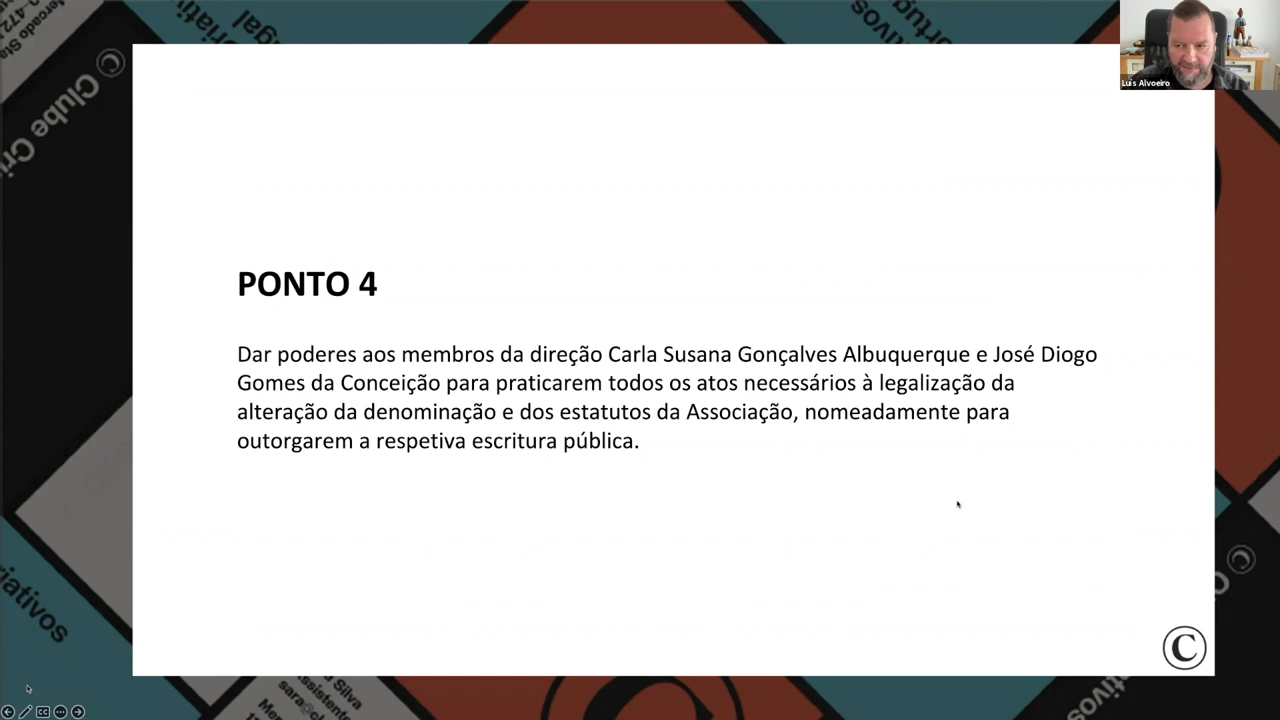 Luís Alvoeiro
PONTO 4
Dar poderes aos membros da direção Carla Susana Gonçalves Albuquerque e José Diogo
Gomes da Conceição para praticarem todos os atos necessários à legalização da
alteração da denominação e dos estatutos da Associação, nomeadamente para
outorgarem a respetiva escritura pública.
©
Clube